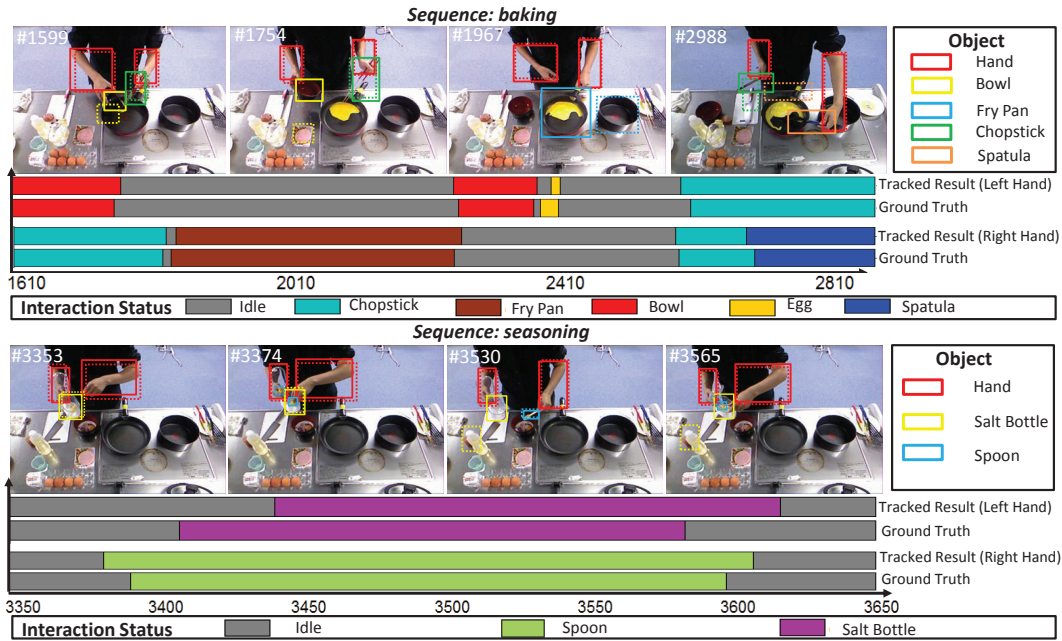 Sequence: baking
#1599
#1754
#1967
#2988
Object
Hand
Bowl
Fry Pan
Chopstick
Spatula
Tracked Result (Left Hand)
Ground Truth
Tracked Result (Right Hand)
Ground Truth
1610 2010 2410 2810
Interaction Status Idle Chopstick Fry Pan Bowl Egg Spatula
Sequence: seasoning
#3353
#3374
#3530
#3565
Object
Hand
Salt Bottle
Spoon
Tracked Result (Left Hand)
Ground Truth
Tracked Result (Right Hand)
Ground Truth
3350 3400 3450 3500 3550 3600 3650
Interaction Status Idle Spoon Salt Bottle